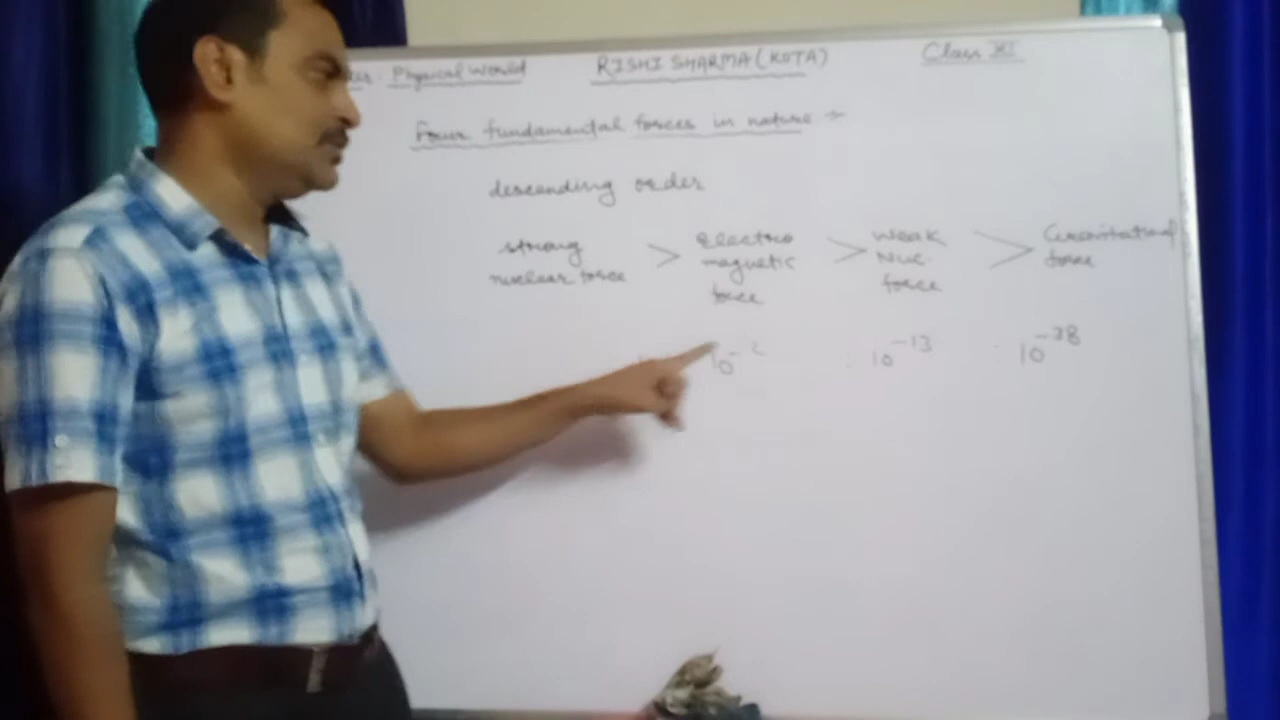 Physical World RISHI SHARMA (KOTA) Class XI
Four fundamental forces in nature :-
descending order
strong nuclear force > Electro magnetic force > Weak Nuc. force > Gravitational force
10⁻² 10⁻¹³ 10⁻³⁸